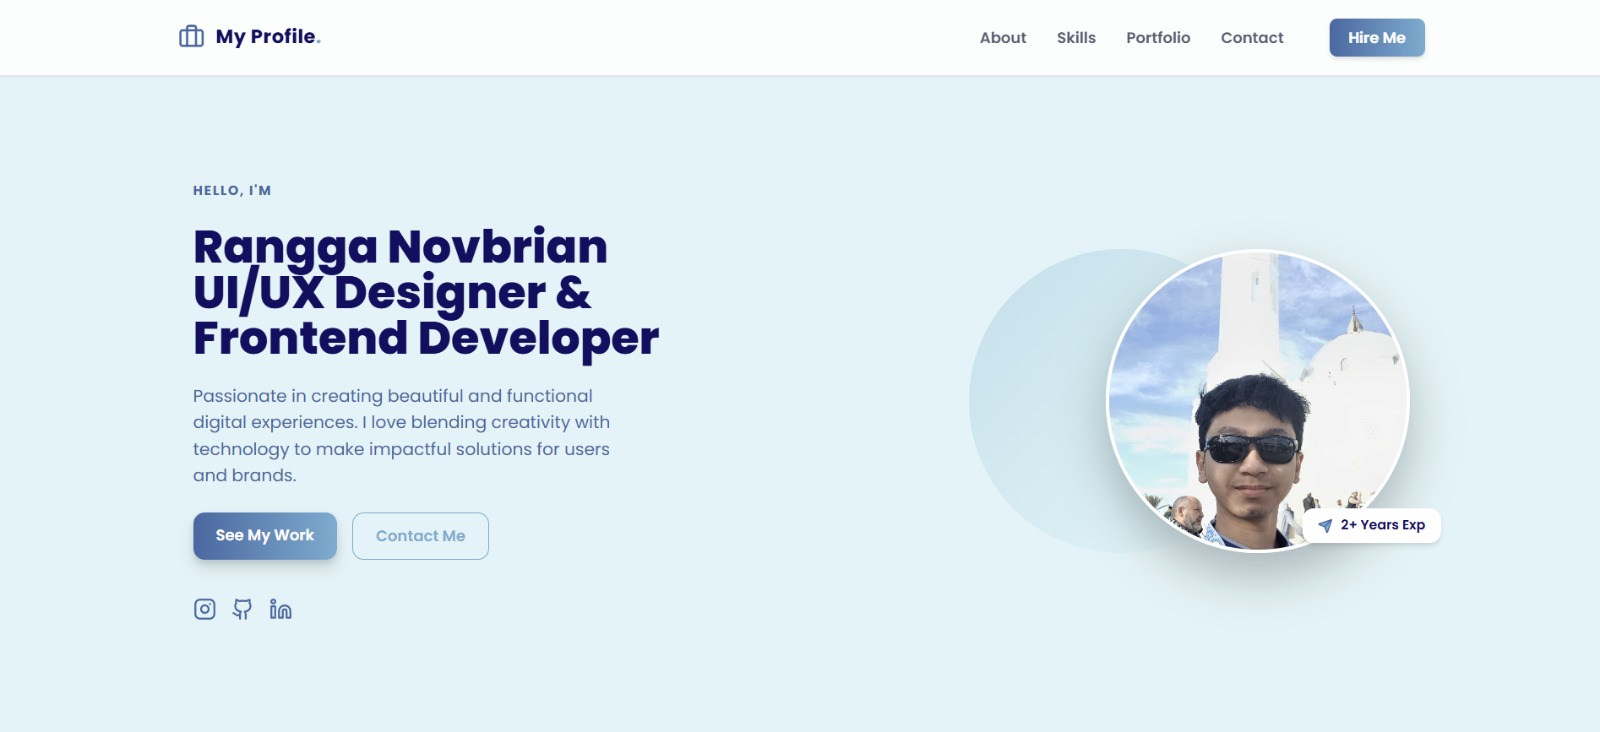 My Profile.
About Skills Portfolio Contact Hire Me
HELLO, I'M
Rangga Novbrian
UI/UX Designer &
Frontend Developer
Passionate in creating beautiful and functional
digital experiences. I love blending creativity with
technology to make impactful solutions for users
and brands.
See My Work Contact Me
2+ Years Exp